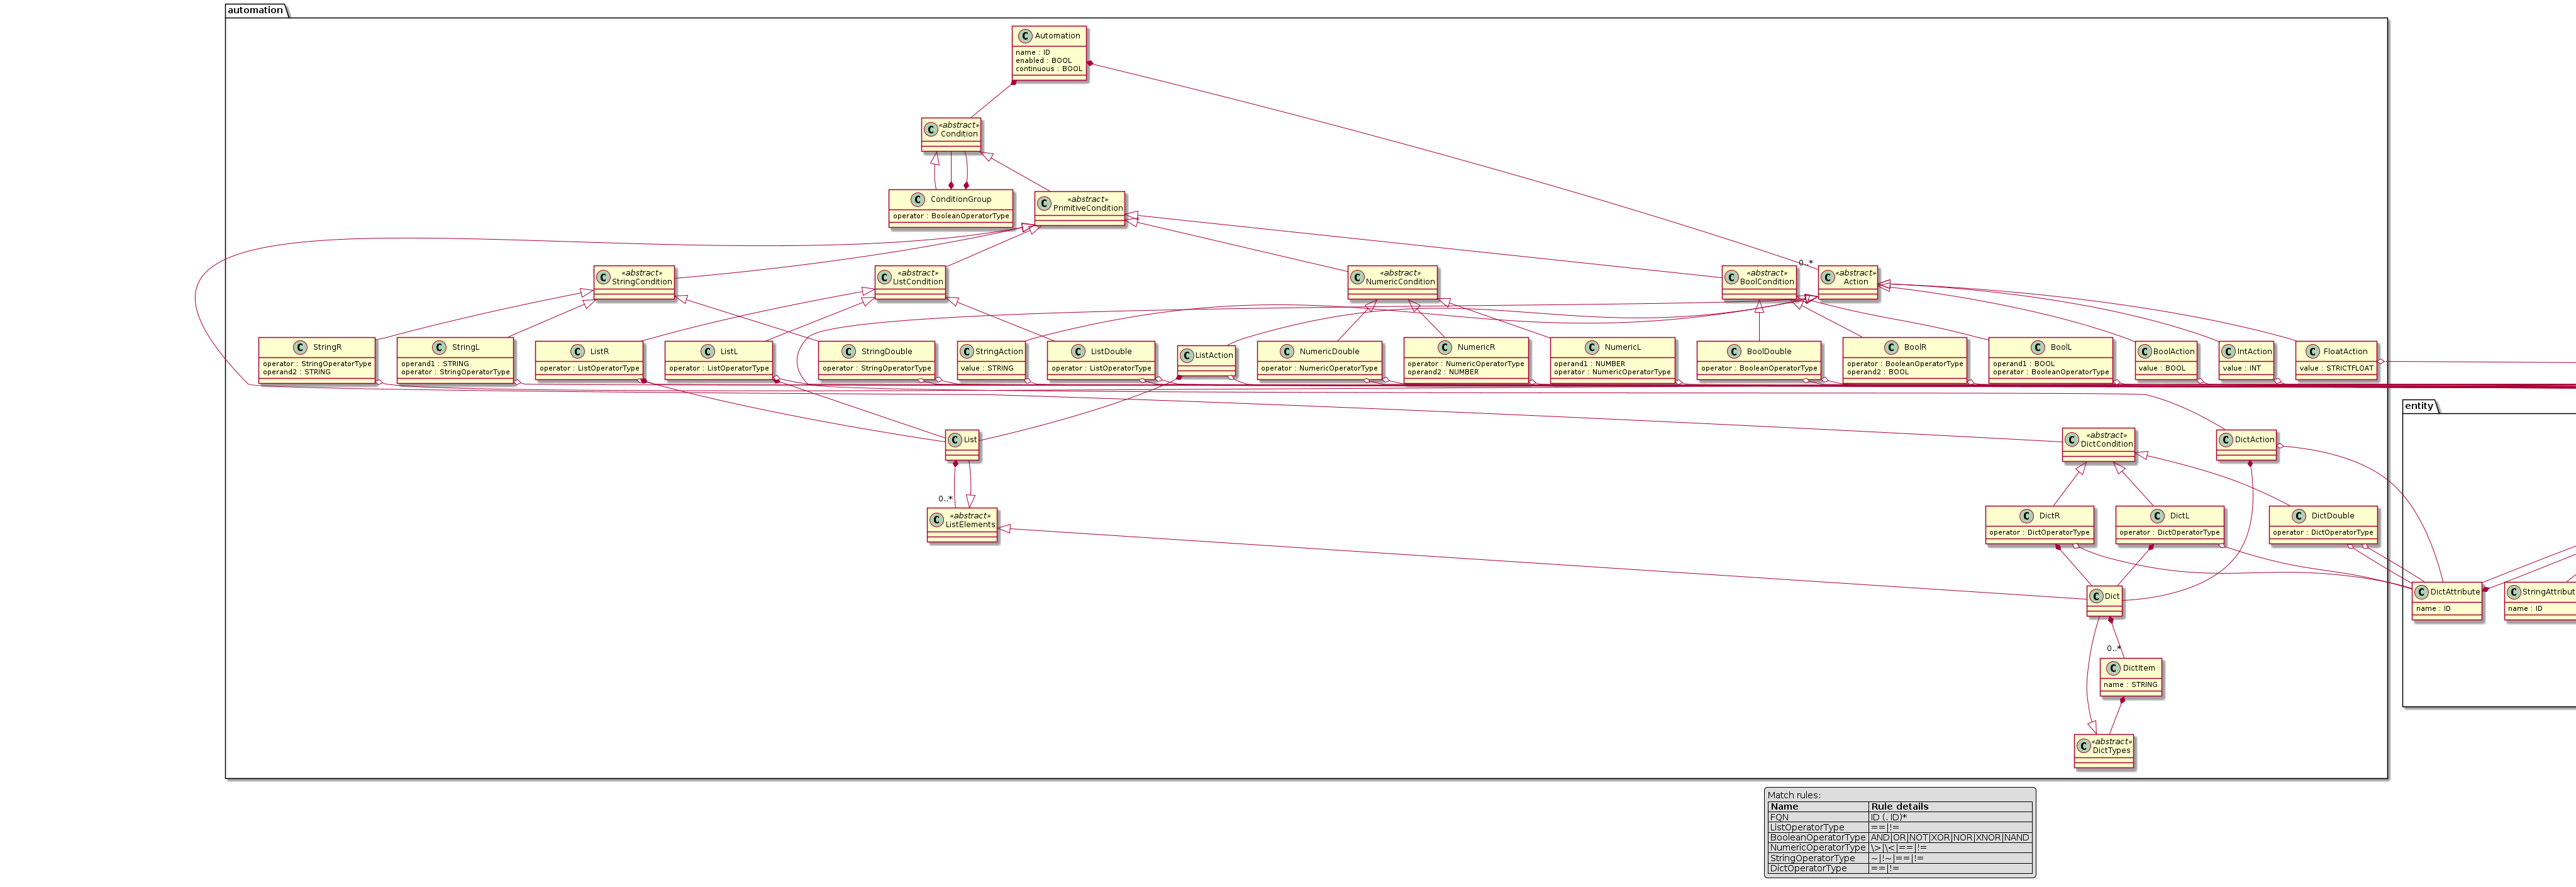 automation
C Automation
name : ID
enabled : BOOL
continuous : BOOL
C «abstract»
Condition
C ConditionGroup
operator : BooleanOperatorType
C «abstract»
PrimitiveCondition
C «abstract»
StringCondition
C «abstract»
ListCondition
C «abstract»
NumericCondition
C «abstract»
BoolCondition
0..*
C «abstract»
Action
C StringR
operator : StringOperatorType
operand2 : STRING
C StringL
operand1 : STRING
operator : StringOperatorType
C ListR
operator : ListOperatorType
C ListL
operator : ListOperatorType
C StringDouble
operator : StringOperatorType
C StringAction
value : STRING
C ListDouble
operator : ListOperatorType
C ListAction
C NumericDouble
operator : NumericOperatorType
C NumericR
operator : NumericOperatorType
operand2 : NUMBER
C NumericL
operand1 : NUMBER
operator : NumericOperatorType
C BoolDouble
operator : BooleanOperatorType
C BoolR
operator : BooleanOperatorType
operand2 : BOOL
C BoolL
operand1 : BOOL
operator : BooleanOperatorType
C BoolAction
value : BOOL
C IntAction
value : INT
C FloatAction
value : STRICTFLOAT
entity
C List
C «abstract»
DictCondition
C DictAction
0..*
C «abstract»
ListElements
C DictR
operator : DictOperatorType
C DictL
operator : DictOperatorType
C DictDouble
operator : DictOperatorType
C Dict
C DictAttribute
name : ID
C StringAttribut
name : ID
0..*
C DictItem
name : STRING
C «abstract»
DictTypes
Match rules:
Name Rule details
FQN ID (. ID)*
ListOperatorType ==|!=
BooleanOperatorType AND|OR|NOT|XOR|NOR|XNOR|NAND
NumericOperatorType \>|\<|==|!=
StringOperatorType ~|!~|==|!=
DictOperatorType ==|!=